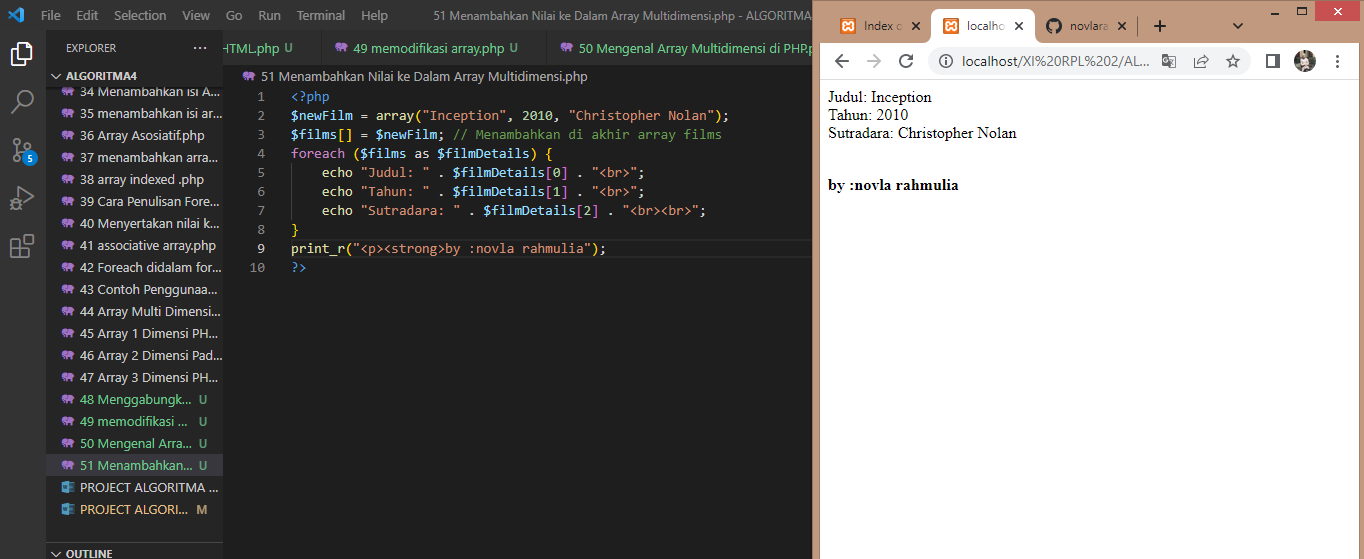 File Edit Selection View Go Run Terminal Help 51 Menambahkan Nilai ke Dalam Array Multidimensi.php - ALGORITMA
EXPLORER ···
ALGORITMA4
34 Menambahkan isi A...
35 menambahkan isi ar...
36 Array Asosiatif.php
37 menambahkan arra...
38 array indexed .php
39 Cara Penulisan Fore...
40 Menyertakan nilai k...
41 associative array.php
42 Foreach didalam for...
43 Contoh Penggunaa...
44 Array Multi Dimensi...
45 Array 1 Dimensi PH...
46 Array 2 Dimensi Pad...
47 Array 3 Dimensi PH...
48 Menggabungk... U
49 memodifikasi ... U
50 Mengenal Arra... U
51 Menambahkan... U
PROJECT ALGORITMA ...
PROJECT ALGORI... M
OUTLINE
5
HTML.php U 49 memodifikasi array.php U 50 Mengenal Array Multidimensi di PHP.p
51 Menambahkan Nilai ke Dalam Array Multidimensi.php
1 <?php
2 $newFilm = array("Inception", 2010, "Christopher Nolan");
3 $films[] = $newFilm; // Menambahkan di akhir array films
4 foreach ($films as $filmDetails) {
5 echo "Judul: " . $filmDetails[0] . "<br>";
6 echo "Tahun: " . $filmDetails[1] . "<br>";
7 echo "Sutradara: " . $filmDetails[2] . "<br><br>";
8 }
9 print_r("<p><strong>by :novla rahmulia");
10 ?>
Index o localho novlara
localhost/XI%20RPL%202/AL
Judul: Inception
Tahun: 2010
Sutradara: Christopher Nolan
by :novla rahmulia